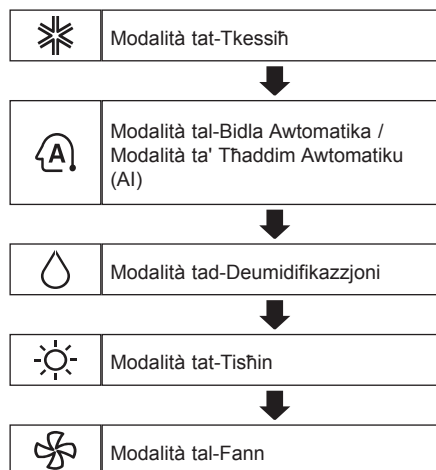 Modalità tat-Tkessiħ
A
Modalità tal-Bidla Awtomatika /
Modalità ta' Tħaddim Awtomatiku
(AI)
Modalità tad-Deumidifikazzjoni
Modalità tat-Tisħin
Modalità tal-Fann